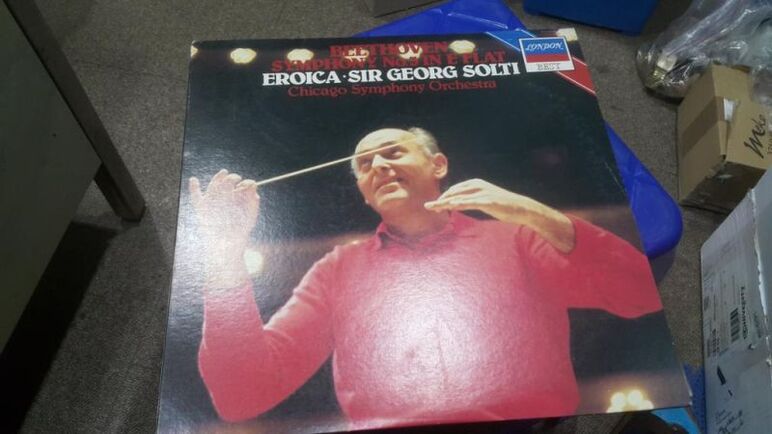 BEETHOVEN
SYMPHONY No.3 IN E FLAT
EROICA·SIR GEORG SOLTI
Chicago Symphony Orchestra
LONDON
BEST